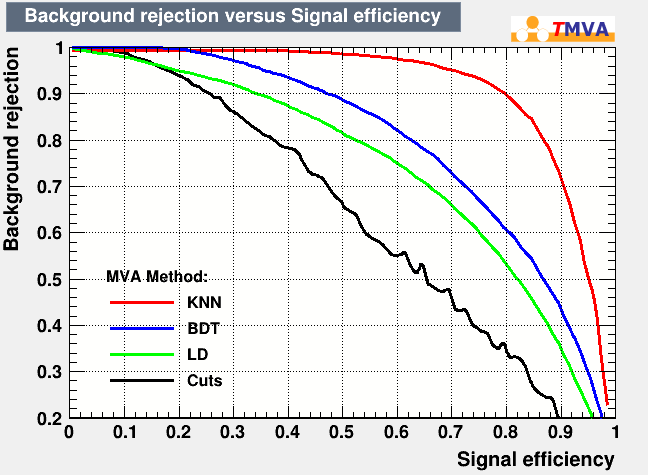 Background rejection versus Signal efficiency
TMVA
Background rejection
1
0.9
0.8
0.7
0.6
0.5
0.4
0.3
0.2
MVA Method:
KNN
BDT
LD
Cuts
0 0.1 0.2 0.3 0.4 0.5 0.6 0.7 0.8 0.9 1
Signal efficiency